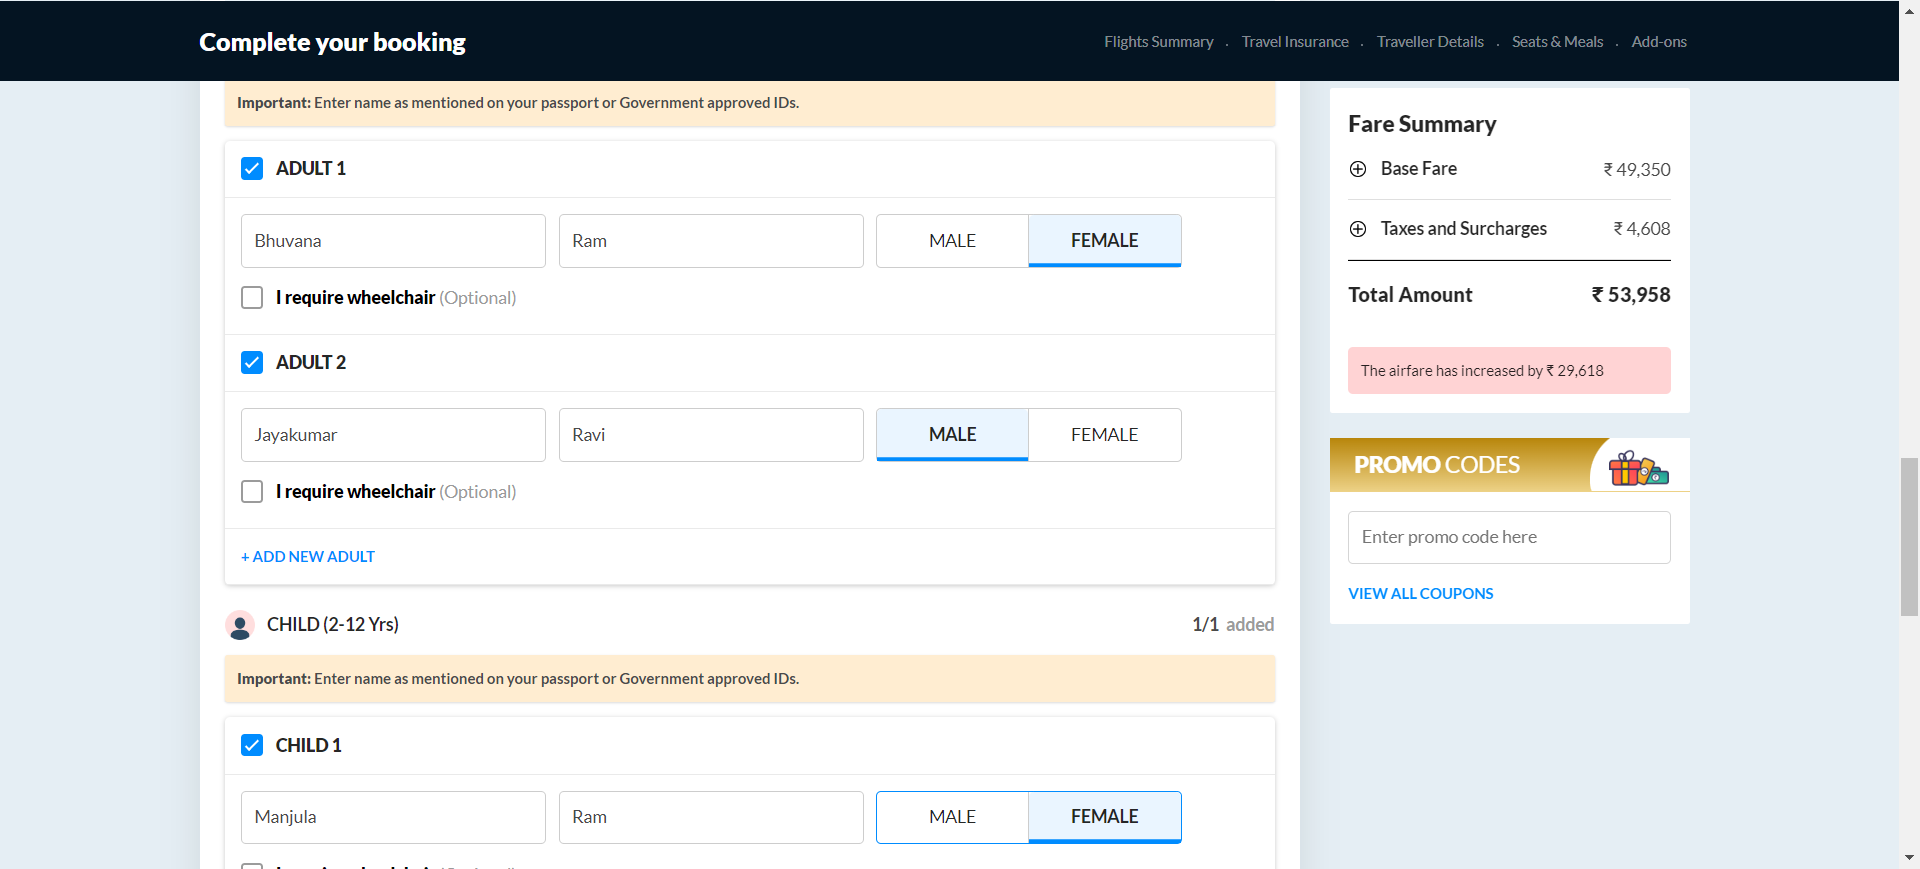 Complete your booking
Flights Summary . Travel Insurance . Traveller Details . Seats & Meals . Add-ons
Important: Enter name as mentioned on your passport or Government approved IDs.
ADULT 1
Bhuvana Ram MALE FEMALE
I require wheelchair (Optional)
ADULT 2
Jayakumar Ravi MALE FEMALE
I require wheelchair (Optional)
+ ADD NEW ADULT
CHILD (2-12 Yrs) 1/1 added
Important: Enter name as mentioned on your passport or Government approved IDs.
CHILD 1
Manjula Ram MALE FEMALE
Fare Summary
Base Fare ₹ 49,350
Taxes and Surcharges ₹ 4,608
Total Amount ₹ 53,958
The airfare has increased by ₹ 29,618
PROMO CODES
Enter promo code here
VIEW ALL COUPONS